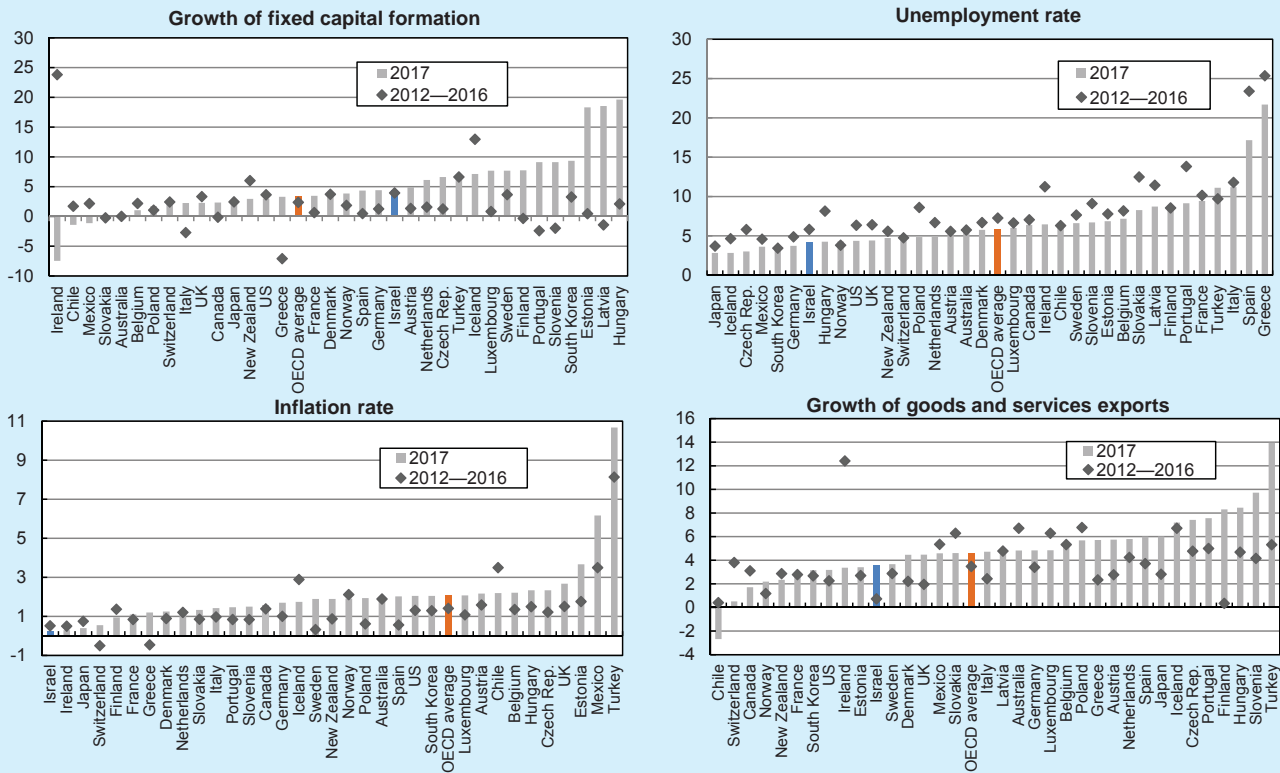 Growth of fixed capital formation
30
25
20
15
10
5
0
-5
-10
2017
2012—2016
Ireland
Chile
Mexico
Slovakia
Australia
Belgium
Poland
Switzerland
Italy
UK
Canada
Japan
New Zealand
US
Greece
OECD average
France
Denmark
Norway
Spain
Germany
Israel
Austria
Netherlands
Czech Rep.
Turkey
Iceland
Luxembourg
Sweden
Finland
Portugal
Slovenia
South Korea
Estonia
Latvia
Hungary
Unemployment rate
30
25
20
15
10
5
0
2017
2012—2016
Japan
Iceland
Czech Rep.
Mexico
South Korea
Germany
Israel
Hungary
Norway
US
UK
New Zealand
Switzerland
Poland
Netherlands
Austria
Australia
Denmark
OECD average
Luxembourg
Canada
Ireland
Chile
Sweden
Slovenia
Estonia
Belgium
Slovakia
Latvia
Finland
Portugal
France
Turkey
Italy
Spain
Greece
Inflation rate
11
9
7
5
3
1
-1
2017
2012—2016
Israel
Ireland
Japan
Switzerland
Finland
France
Greece
Denmark
Netherlands
Slovakia
Italy
Portugal
Slovenia
Canada
Germany
Iceland
Sweden
New Zealand
Norway
Poland
Australia
Spain
US
South Korea
OECD average
Luxembourg
Austria
Chile
Belgium
Hungary
Czech Rep.
UK
Estonia
Mexico
Turkey
Growth of goods and services exports
16
14
12
10
8
6
4
2
0
-2
-4
2017
2012—2016
Chile
Switzerland
Canada
Norway
New Zealand
France
South Korea
US
Ireland
Estonia
Israel
Sweden
Denmark
UK
Mexico
Slovakia
OECD average
Italy
Latvia
Australia
Germany
Luxembourg
Belgium
Poland
Greece
Austria
Netherlands
Spain
Japan
Iceland
Czech Rep.
Portugal
Finland
Hungary
Slovenia
Turkey